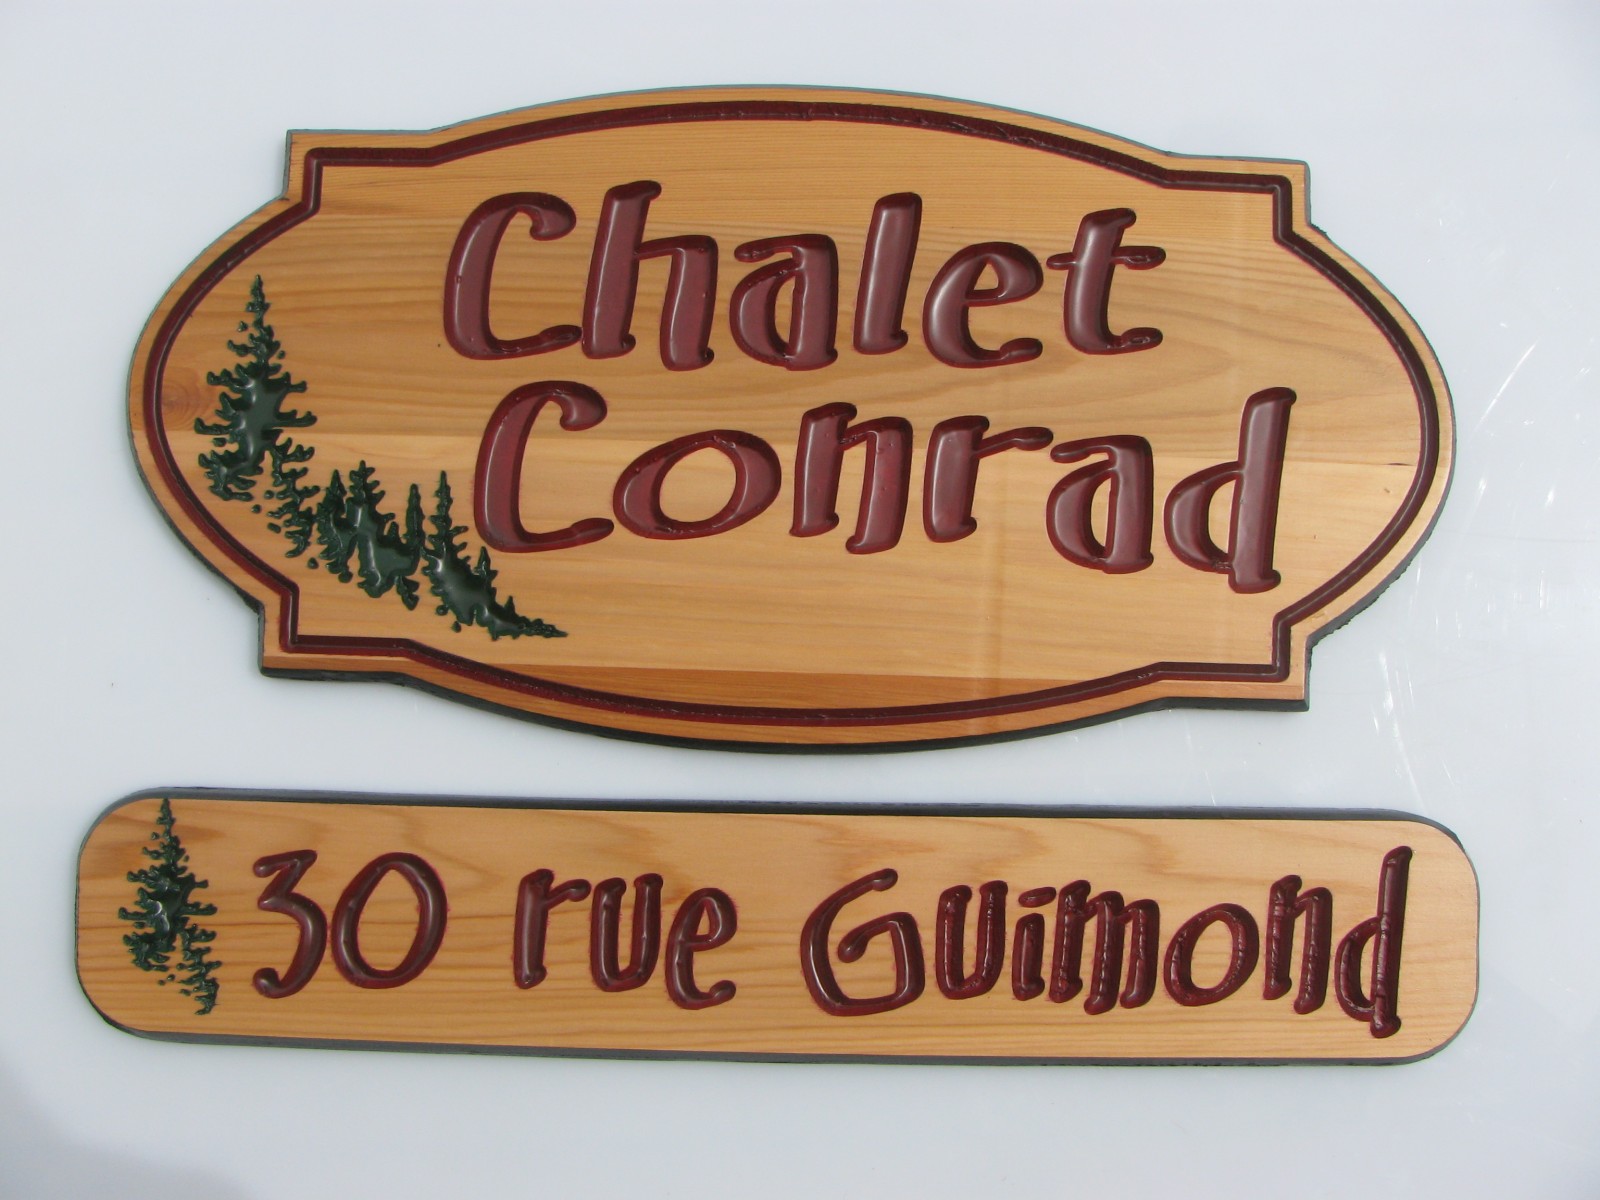 Chalet
Conrad
30 rue Guimond